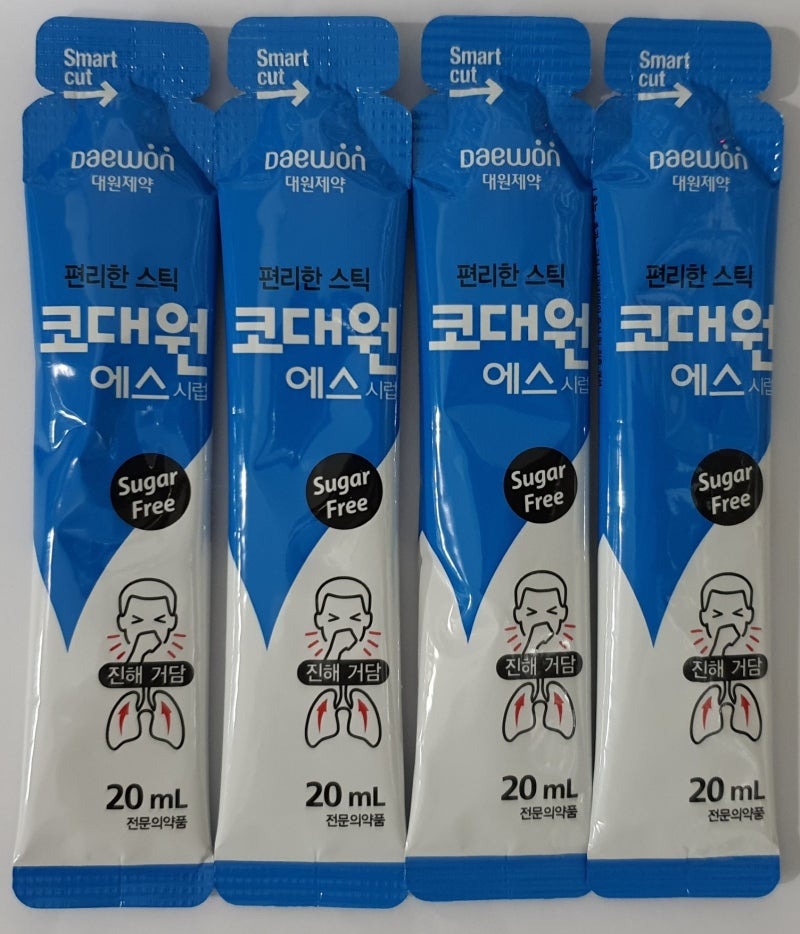 Smart
cut
Daewon
대원제약
편리한 스틱
코대원
에스 시럽
Sugar
Free
진해 거담
20 mL
전문의약품
Smart
cut
Daewon
대원제약
편리한 스틱
코대원
에스 시럽
Sugar
Free
진해 거담
20 mL
전문의약품
Smart
cut
Daewon
대원제약
편리한 스틱
코대원
에스 시럽
Sugar
Free
진해 거담
20 mL
전문의약품
Smart
cut
Daewon
대원제약
편리한 스틱
코대원
에스 시럽
Sugar
Free
진해 거담
20 mL
전문의약품